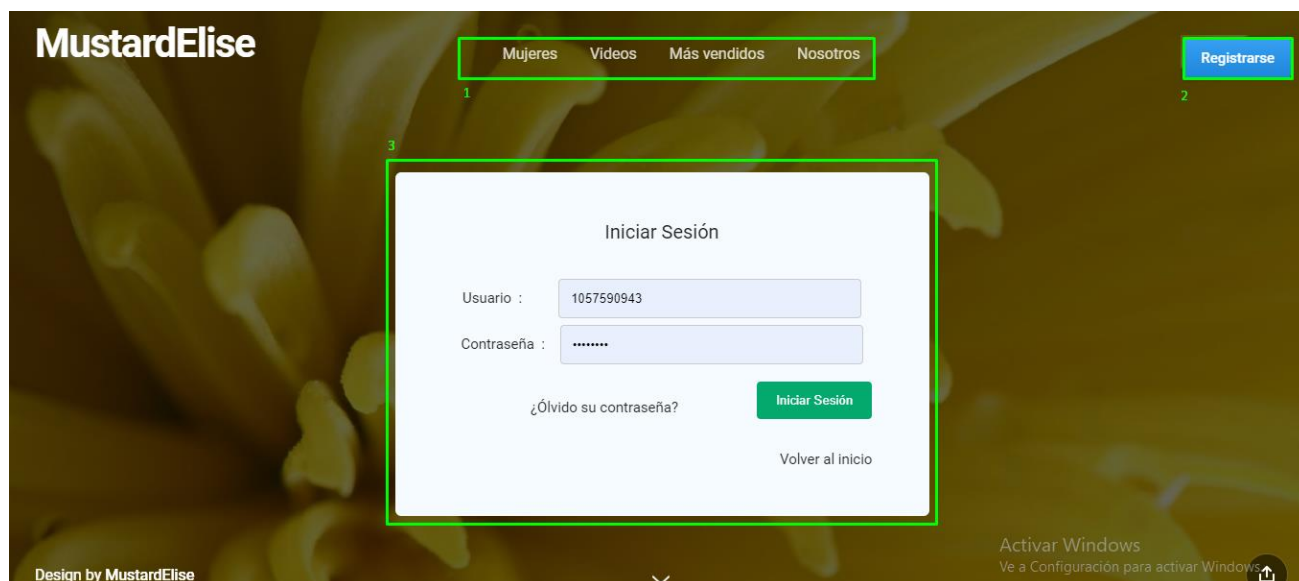 MustardElise
Mujeres Videos Más vendidos Nosotros
Registrarse
1
2
3
Iniciar Sesión
Usuario :
1057590943
Contraseña :
••••••••
¿Ólvido su contraseña?
Iniciar Sesión
Volver al inicio
Activar Windows
Ve a Configuración para activar Windows.
Design by MustardElise